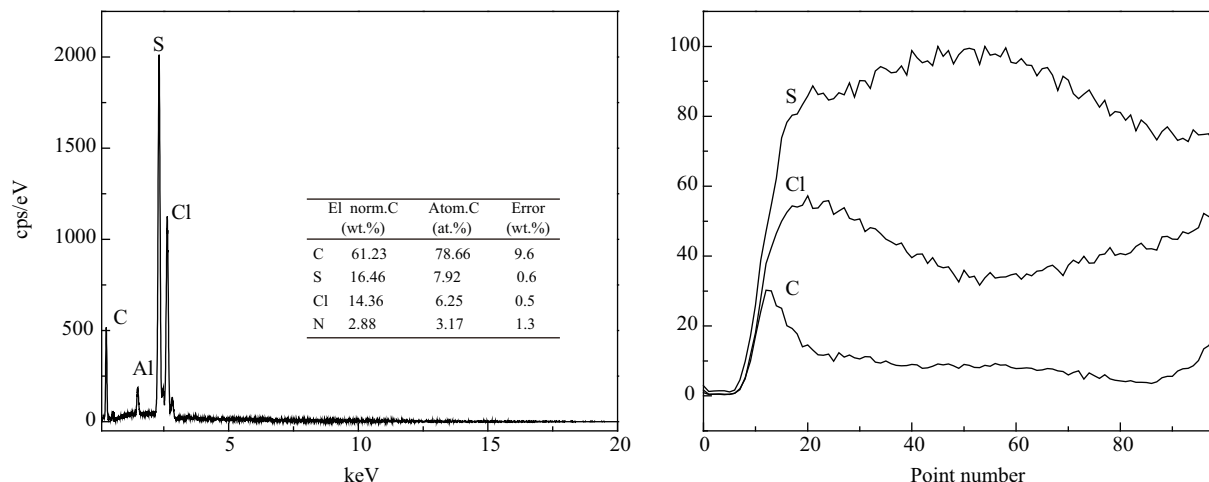 2000
1500
1000
500
0
cps/eV
S
Cl
C
Al
El norm.C Atom.C Error
(wt.%) (at.%) (wt.%)
C 61.23 78.66 9.6
S 16.46 7.92 0.6
Cl 14.36 6.25 0.5
N 2.88 3.17 1.3
5 10 15 20
keV
100
80
60
40
20
0
S
Cl
C
0 20 40 60 80
Point number